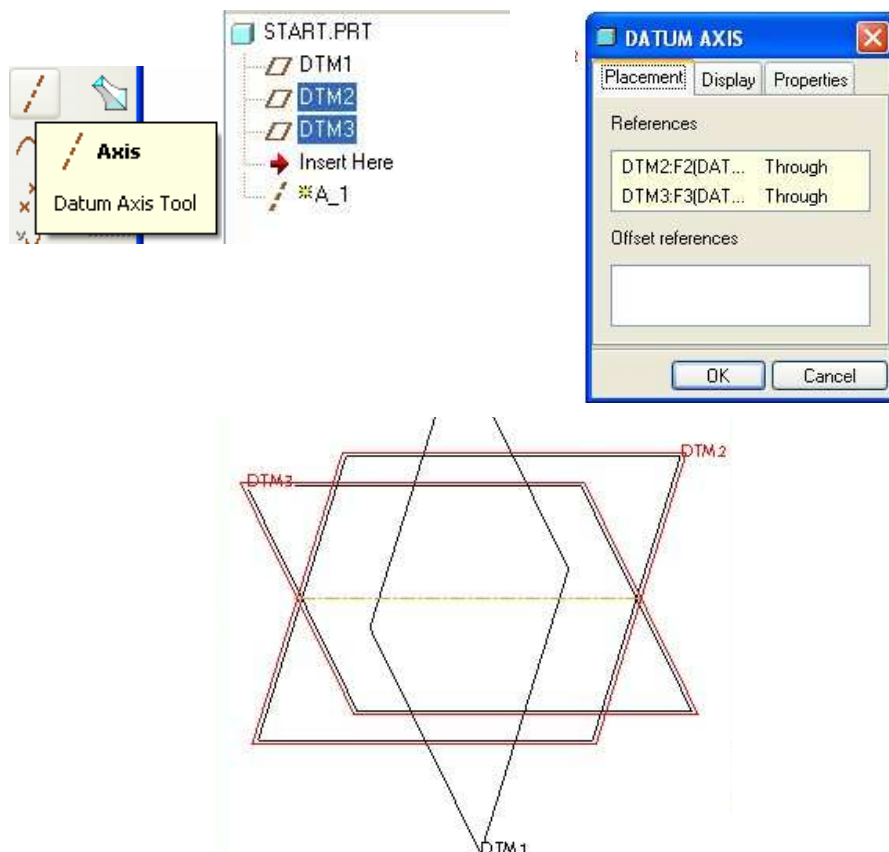 Axis
Datum Axis Tool
START.PRT
DTM1
DTM2
DTM3
Insert Here
※A_1
DATUM AXIS
Placement Display Properties
References
DTM2:F2(DAT... Through
DTM3:F3(DAT... Through
Offset references
OK Cancel
DTM2
DTM3
DTM1